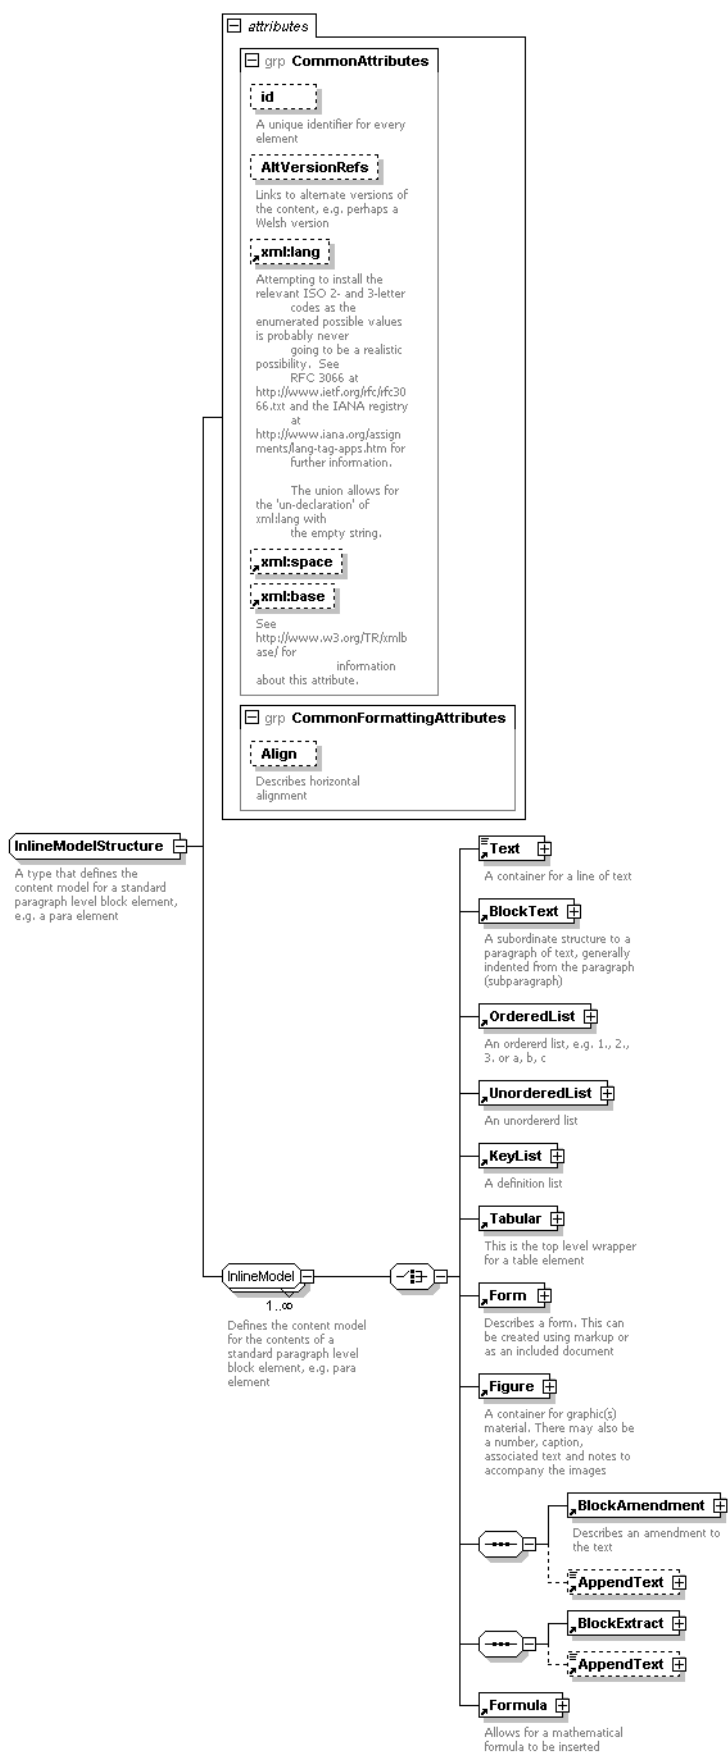 attributes
grp CommonAttributes
id
A unique identifier for every
element
AltVersionRefs
Links to alternate versions of
the content, e.g. perhaps a
Welsh version
xml:lang
Attempting to install the
relevant ISO 2- and 3-letter
codes as the
enumerated possible values
is probably never
going to be a realistic
possibility.  See
RFC 3066 at
http://www.ietf.org/rfc/rfc30
66.txt and the IANA registry
at
http://www.iana.org/assign
ments/lang-tag-apps.htm for
further information.
The union allows for
the 'un-declaration' of
xml:lang with
the empty string.
xml:space
xml:base
See
http://www.w3.org/TR/xmlb
ase/ for
information
about this attribute.
grp CommonFormattingAttributes
Align
Describes horizontal
alignment
InlineModelStructure
A type that defines the
content model for a standard
paragraph level block element,
e.g. a para element
Text
A container for a line of text
BlockText
A subordinate structure to a
paragraph of text, generally
indented from the paragraph
(subparagraph)
OrderedList
An ordererd list, e.g. 1., 2.,
3. or a, b, c
UnorderedList
An unordererd list
KeyList
A definition list
Tabular
This is the top level wrapper
for a table element
InlineModel
1..∞
Defines the content model
for the contents of a
standard paragraph level
block element, e.g. para
element
Form
Describes a form. This can
be created using markup or
as an included document
Figure
A container for graphic(s)
material. There may also be
a number, caption,
associated text and notes to
accompany the images
BlockAmendment
Describes an amendment to
the text
AppendText
BlockExtract
AppendText
Formula
Allows for a mathematical
formula to be inserted